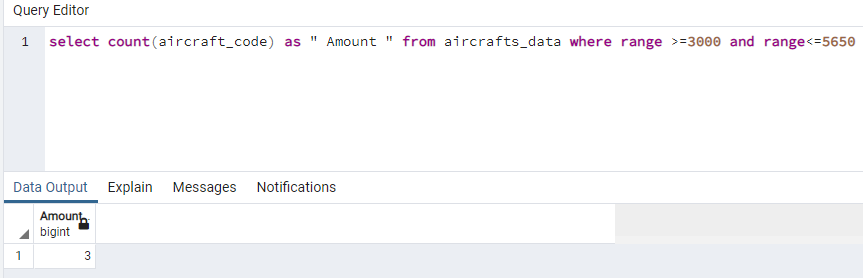 Query Editor
1 select count(aircraft_code) as " Amount " from aircrafts_data where range >=3000 and range<=5650
Data Output Explain Messages Notifications
Amount
bigint
1 3